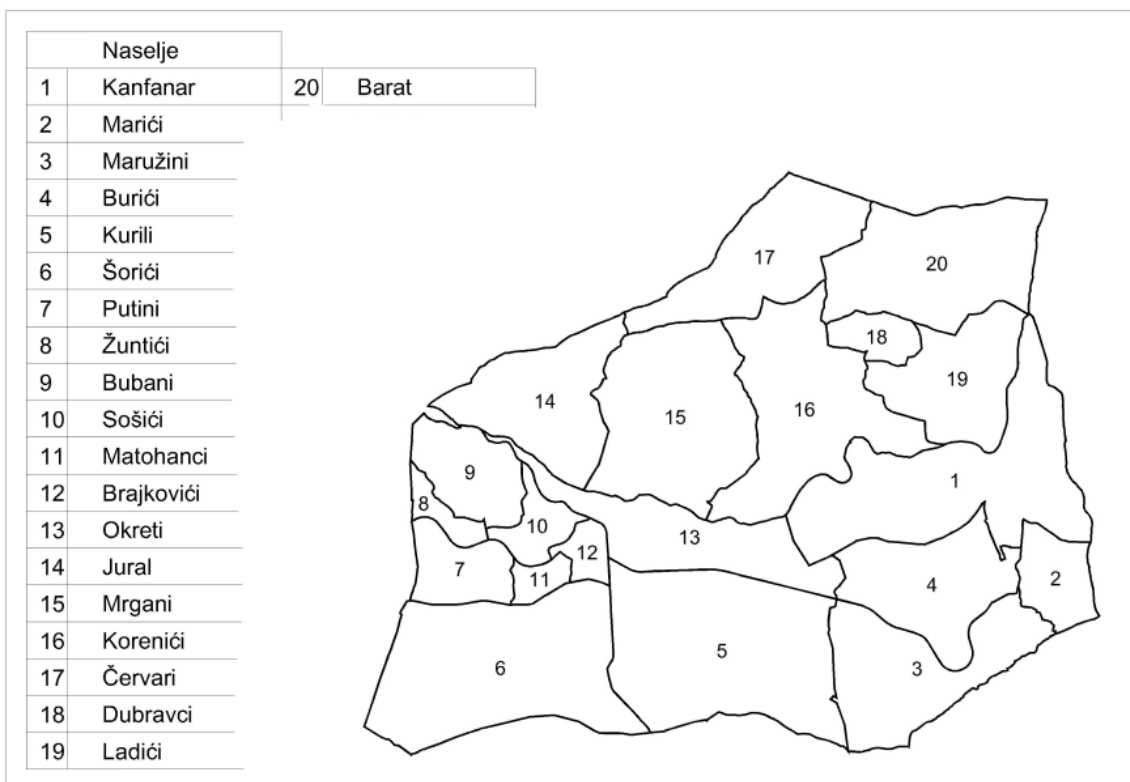 Naselje
1 Kanfanar 20 Barat
2 Marići
3 Maružini
4 Burići
5 Kurili
6 Šorići
7 Putini
8 Žuntići
9 Bubani
10 Sošići
11 Matohanci
12 Brajkovići
13 Okreti
14 Jural
15 Mrgani
16 Korenići
17 Červari
18 Dubravci
19 Ladići
17
20
18
19
14
15
16
9
1
8
10
13
12
7
11
4
2
5
6
3